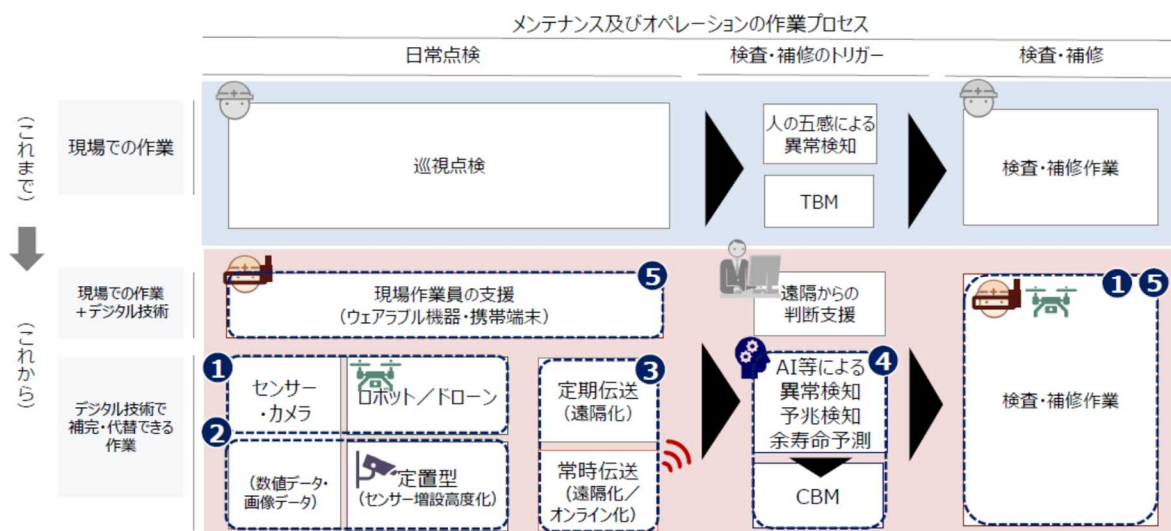 メンテナンス及びオペレーションの作業プロセス
日常点検
検査・補修のトリガー
検査・補修
（これまで）
現場での作業
巡視点検
人の五感による
異常検知
TBM
検査・補修作業
（これから）
現場での作業
＋デジタル技術
現場作業員の支援
（ウェアラブル機器・携帯端末）
5
遠隔からの
判断支援
1 5
検査・補修作業
デジタル技術で
補完・代替できる
作業
1
センサー
・カメラ
ロボット／ドローン
2
（数値データ・
画像データ）
定置型
（センサー増設高度化）
3
定期伝送
（遠隔化）
常時伝送
（遠隔化／
オンライン化）
4
AI等による
異常検知
予兆検知
余寿命予測
CBM